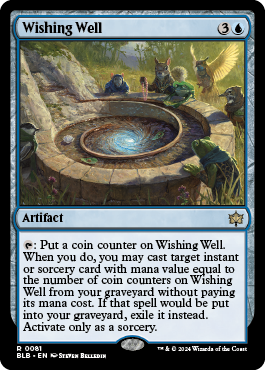 Wishing Well 3
Artifact
: Put a coin counter on Wishing Well.
When you do, you may cast target instant
or sorcery card with mana value equal to
the number of coin counters on Wishing
Well from your graveyard without paying
its mana cost. If that spell would be put
into your graveyard, exile it instead.
Activate only as a sorcery.
R 0081
BLB • EN Steven Belledin
™ & © 2024 Wizards of the Coast